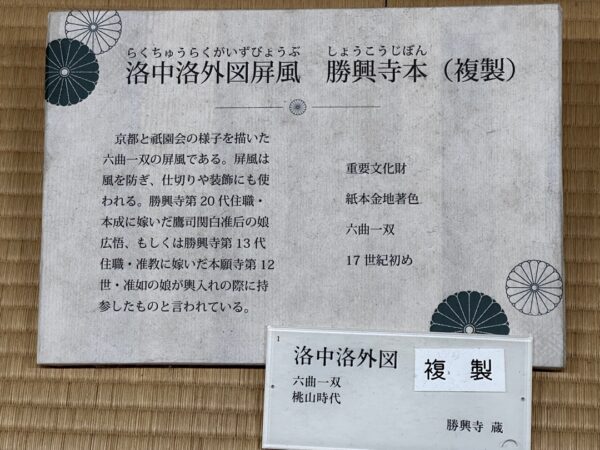 らくちゅうらくがいずびょうぶ　しょうこうじぼん
洛中洛外図屏風　勝興寺本（複製）
京都と祇園会の様子を描いた
六曲一双の屏風である。屏風は
風を防ぎ、仕切りや装飾にも使
われる。勝興寺第20代住職・
本成に嫁いだ鷹司関白准后の娘
広悟、もしくは勝興寺第13代
住職・准教に嫁いだ本願寺第12
世・准如の娘が輿入れの際に持
参したものと言われている。
重要文化財
紙本金地著色
六曲一双
17世紀初め
1
洛中洛外図
複製
六曲一双
桃山時代
勝興寺 蔵